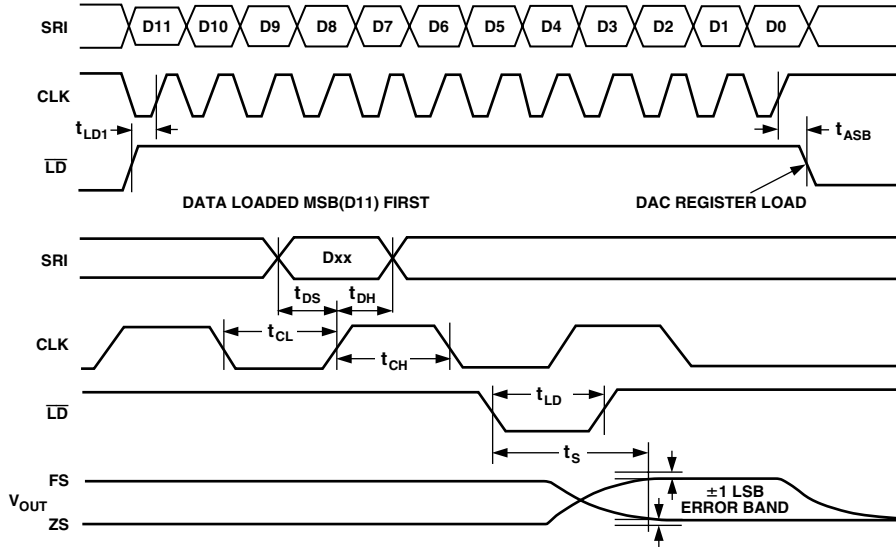 SRI D11 D10 D9 D8 D7 D6 D5 D4 D3 D2 D1 D0
CLK
tLD1 tASB
LD
DATA LOADED MSB(D11) FIRST DAC REGISTER LOAD
SRI Dxx
tDS tDH
CLK tCL
tCH
LD tLD
tS
FS
VOUT ±1 LSB
ERROR BAND
ZS